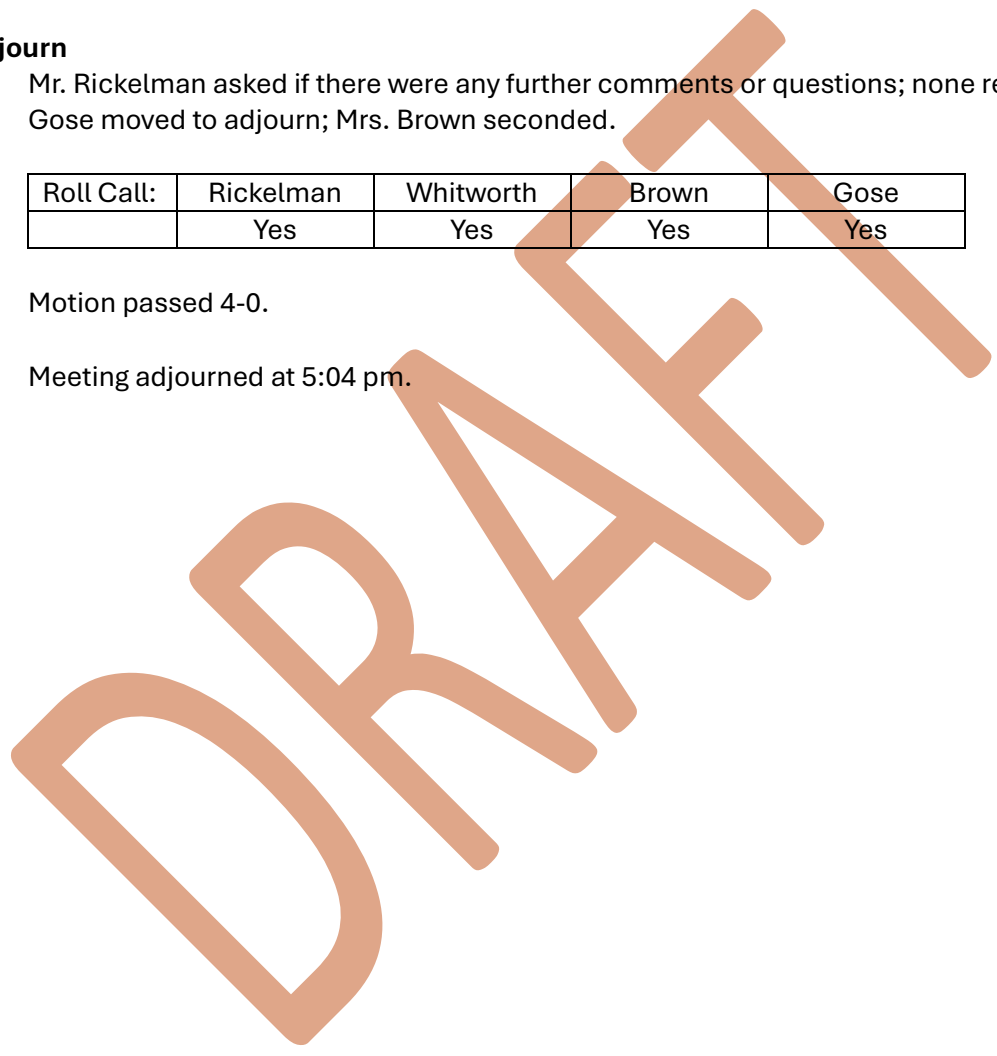 journ
Mr. Rickelman asked if there were any further comments or questions; none re
Gose moved to adjourn; Mrs. Brown seconded.
Roll Call: Rickelman Whitworth Brown Gose
Yes Yes Yes Yes
Motion passed 4-0.
Meeting adjourned at 5:04 pm.
DRAFT